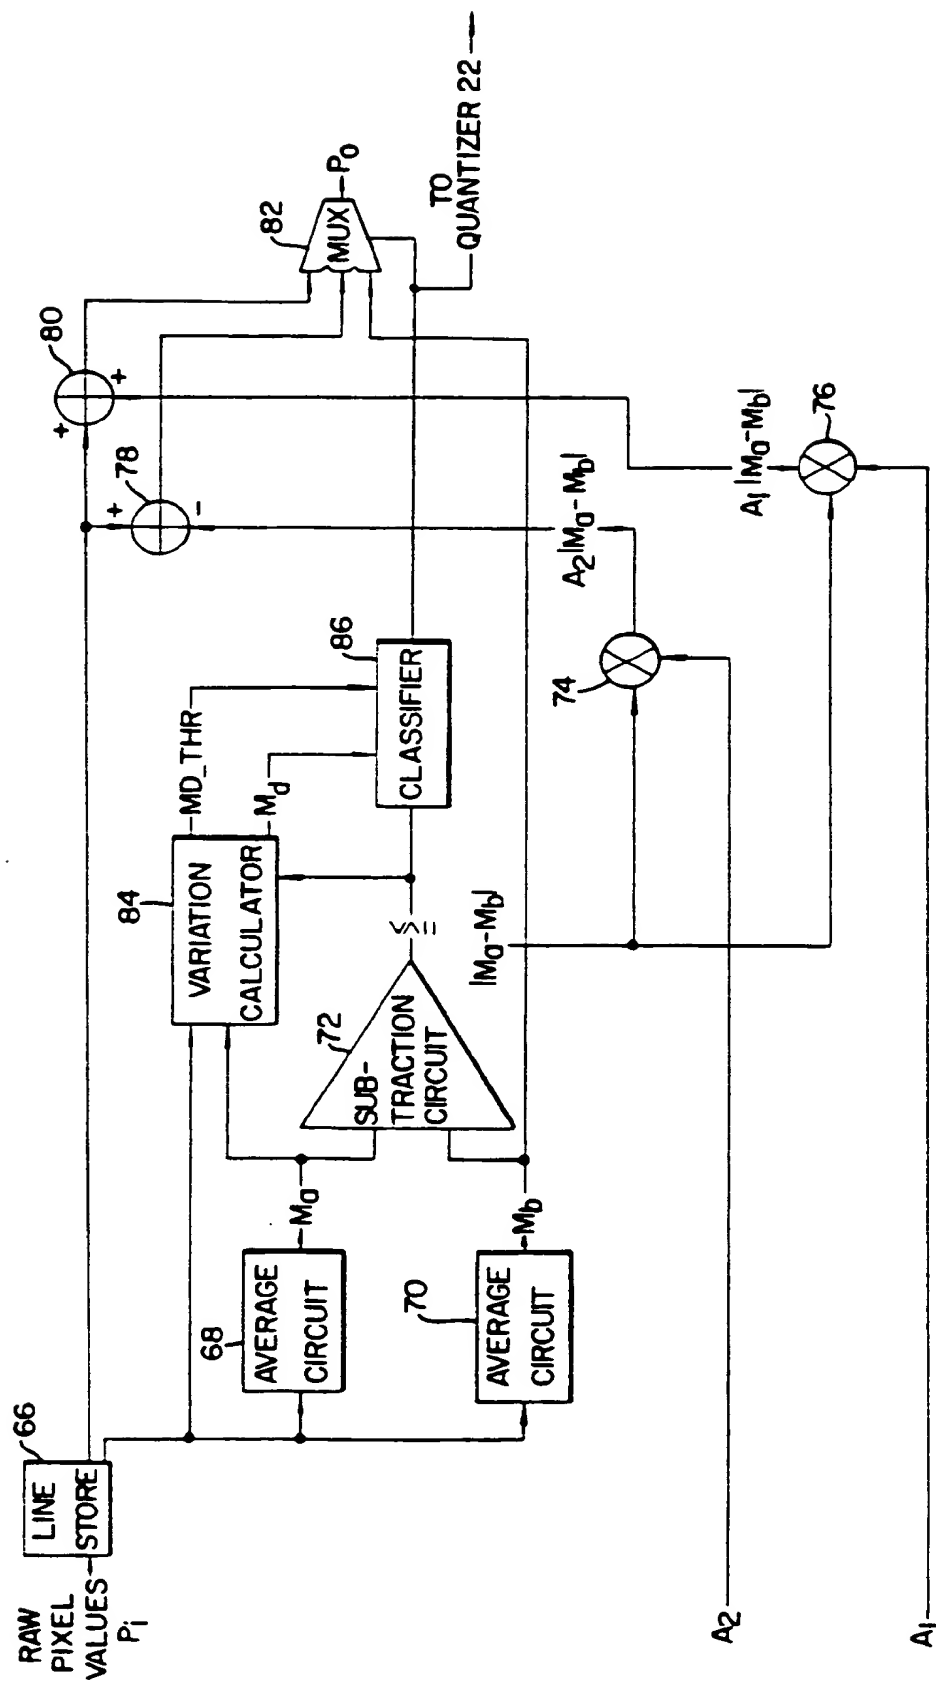 RAW
PIXEL
VALUES
Pi
LINE
STORE
66
68
AVERAGE
CIRCUIT
Ma
70
AVERAGE
CIRCUIT
Mb
72
SUB-
TRACTION
CIRCUIT
84
VARIATION
CALCULATOR
MD_THR
Md
≤
≥
|Ma-Mb|
86
CLASSIFIER
74
A2|Ma-Mb|
78
+
-
80
+
+
82
MUX
Po
TO
QUANTIZER 22
A1|Ma-Mb|
76
A2
A1